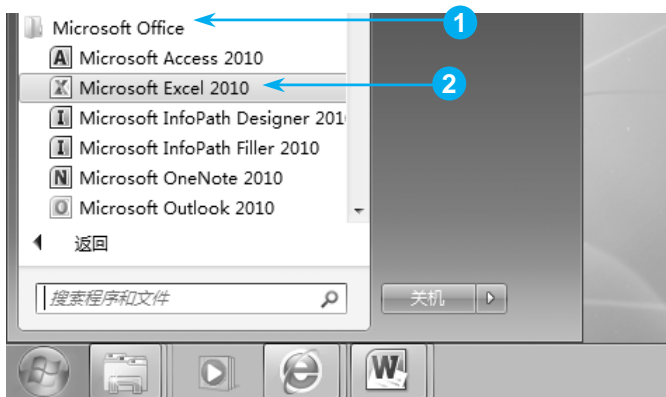 Microsoft Office
1
Microsoft Access 2010
Microsoft Excel 2010
2
Microsoft InfoPath Designer 201
Microsoft InfoPath Filler 2010
Microsoft OneNote 2010
Microsoft Outlook 2010
返回
搜索程序和文件
关机